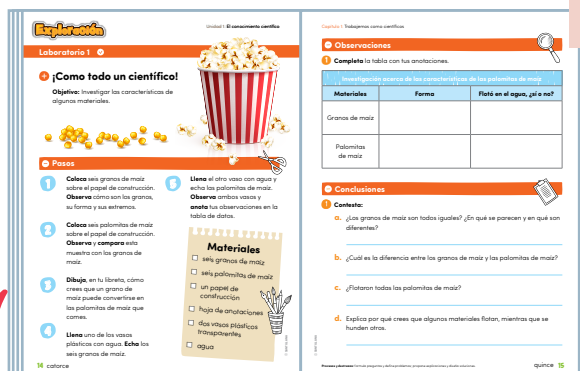 Exploración
Unidad 1 El conocimiento científico
Laboratorio 1
¡Como todo un científico!
Objetivo: Investigar las características de
algunos materiales.
Pasos
1 Coloca seis granos de maíz
sobre el papel de construcción.
Observa cómo son los granos,
su forma y sus extremos.
2 Coloca seis palomitas de maíz
sobre el papel de construcción.
Observa y compara esta
muestra con los granos de
maíz.
3 Dibuja, en tu libreta, cómo
crees que un grano de
maíz puede convertirse en
las palomitas de maíz que
comes.
4 Llena uno de los vasos
plásticos con agua. Echa los
seis granos de maíz.
5 Llena el otro vaso con agua y
echa las palomitas de maíz.
Observa ambos vasos y
anota tus observaciones en la
tabla de datos.
Materiales
seis granos de maíz
seis palomitas de maíz
un papel de
construcción
hoja de anotaciones
dos vasos plásticos
transparentes
agua
14 catorce
Capítulo 1 Trabajemos como científicos
Observaciones
1 Completa la tabla con tus anotaciones.
Investigación acerca de las características de las palomitas de maíz
Materiales Forma Flotó en el agua, ¿sí o no?
Granos de maíz
Palomitas
de maíz
Conclusiones
1 Contesta:
a. ¿Los granos de maíz son todos iguales? ¿En qué se parecen y en qué son
diferentes?
b. ¿Cuál es la diferencia entre los granos de maíz y las palomitas de maíz?
c. ¿Flotaron todas las palomitas de maíz?
d. Explica por qué crees que algunos materiales flotan, mientras que se
hunden otros.
quince 15